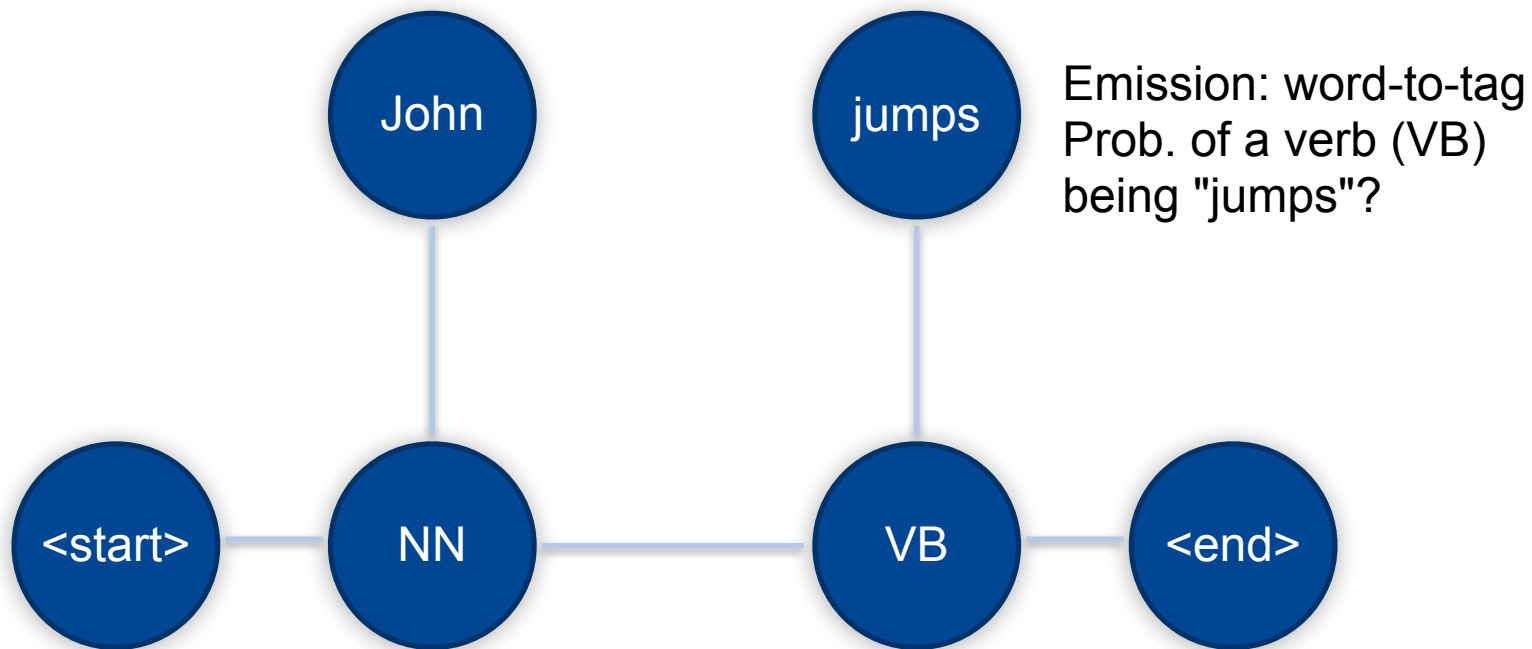 John
jumps
Emission: word-to-tag
Prob. of a verb (VB)
being "jumps"?
<start>
NN
VB
<end>